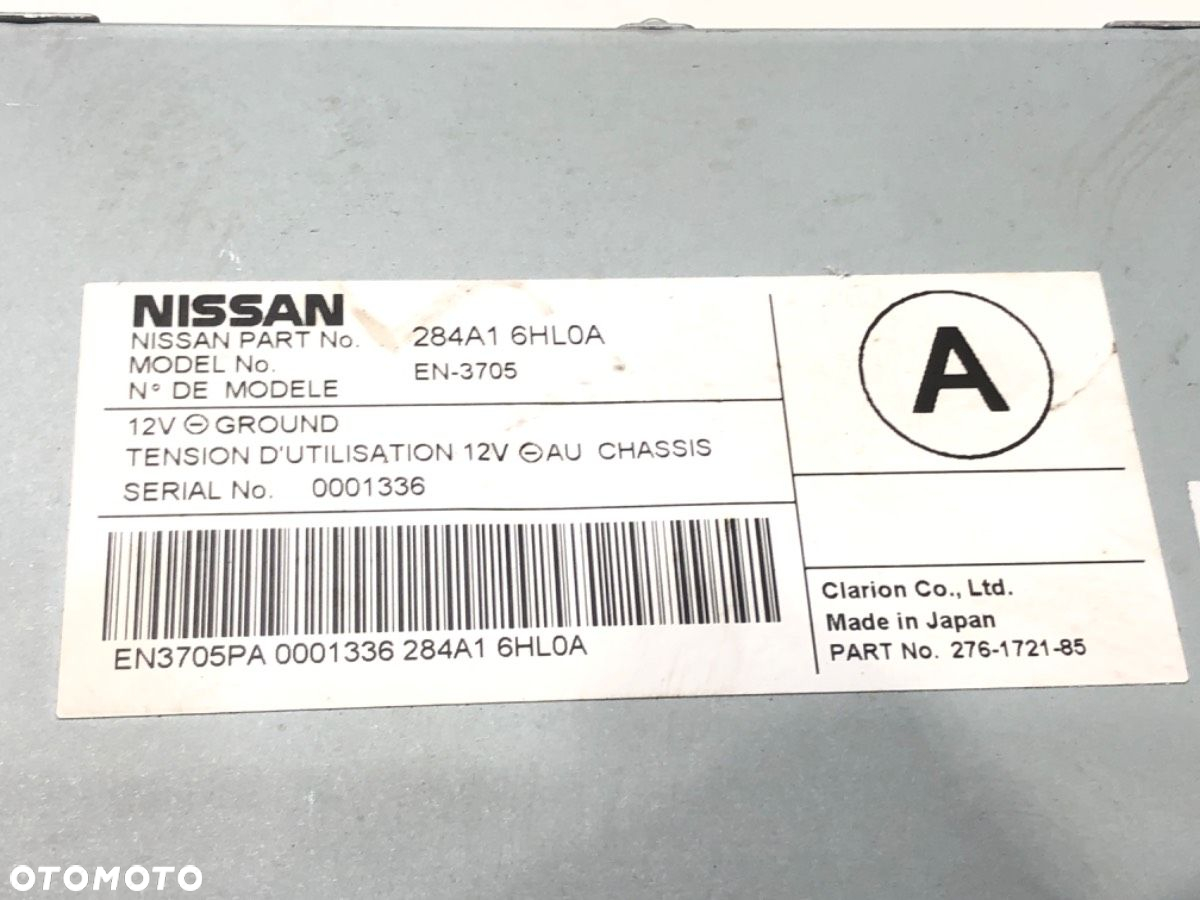 NISSAN
NISSAN PART No. 284A1 6HL0A
MODEL No. EN-3705
N° DE MODELE
12V ⊖ GROUND
TENSION D'UTILISATION 12V ⊖ AU CHASSIS
SERIAL No. 0001336
EN3705PA 0001336 284A1 6HL0A
A
Clarion Co., Ltd.
Made in Japan
PART No. 276-1721-85
OTOMOTO